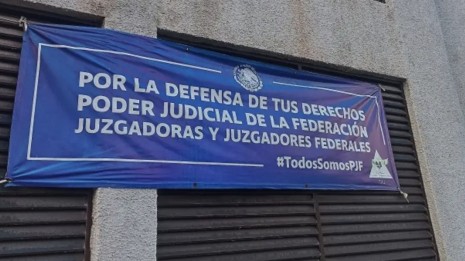 POR LA DEFENSA DE TUS DERECHOS
PODER JUDICIAL DE LA FEDERACIÓN
JUZGADORAS Y JUZGADORES FEDERALES
#TodosSomosPJF